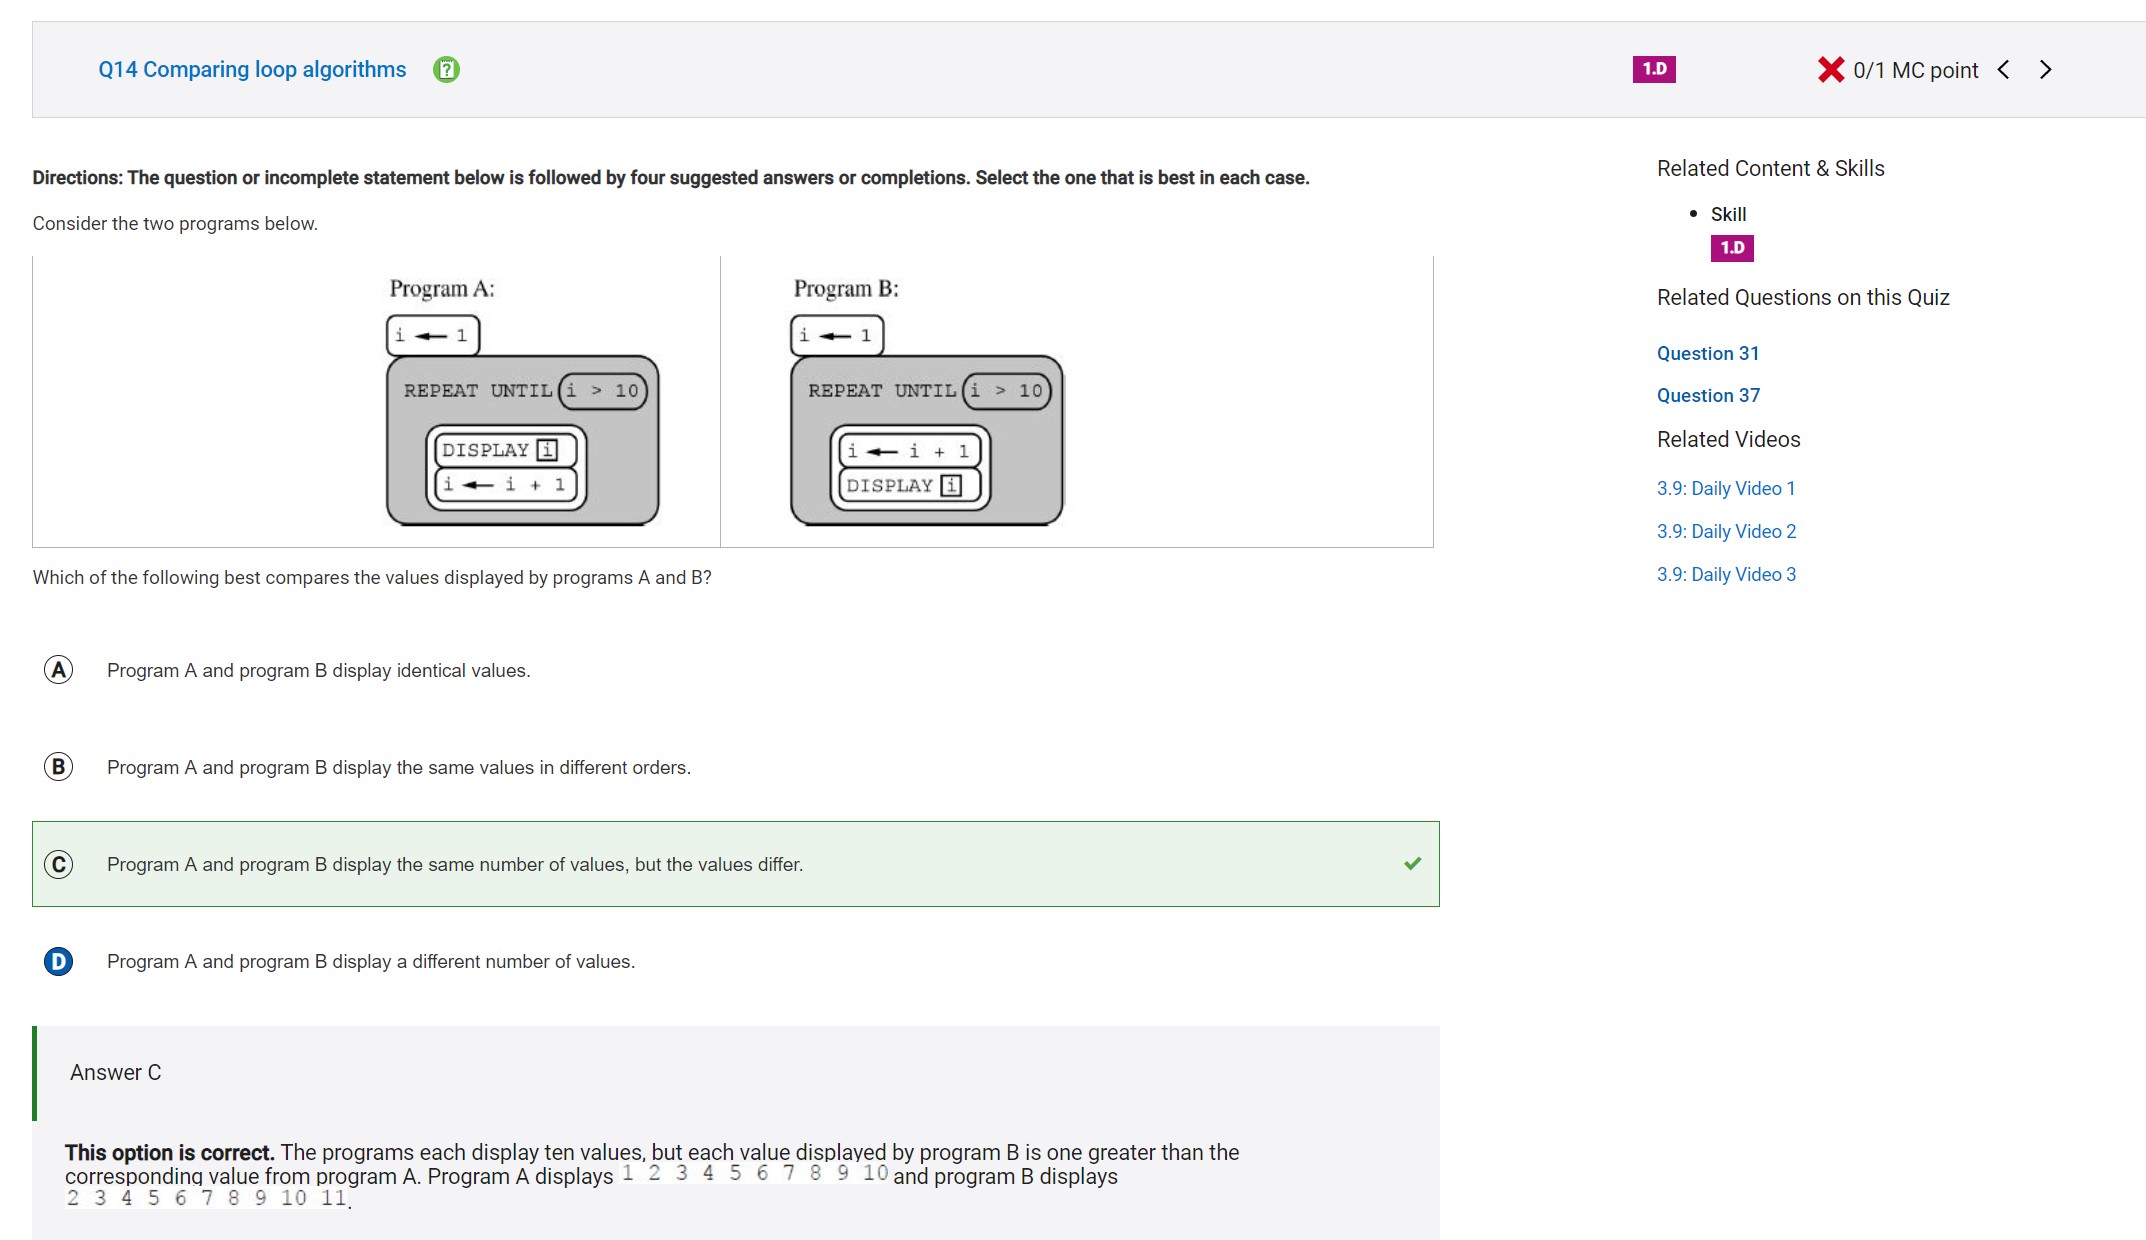 Q14 Comparing loop algorithms ?
1.D
0/1 MC point
Directions: The question or incomplete statement below is followed by four suggested answers or completions. Select the one that is best in each case.
Consider the two programs below.
Program A:
i ← 1
REPEAT UNTIL i > 10
DISPLAY i
i ← i + 1
Program B:
i ← 1
REPEAT UNTIL i > 10
i ← i + 1
DISPLAY i
Which of the following best compares the values displayed by programs A and B?
A Program A and program B display identical values.
B Program A and program B display the same values in different orders.
C Program A and program B display the same number of values, but the values differ.
D Program A and program B display a different number of values.
Answer C
This option is correct. The programs each display ten values, but each value displayed by program B is one greater than the
corresponding value from program A. Program A displays 1 2 3 4 5 6 7 8 9 10 and program B displays
2 3 4 5 6 7 8 9 10 11.
Related Content & Skills
• Skill
1.D
Related Questions on this Quiz
Question 31
Question 37
Related Videos
3.9: Daily Video 1
3.9: Daily Video 2
3.9: Daily Video 3